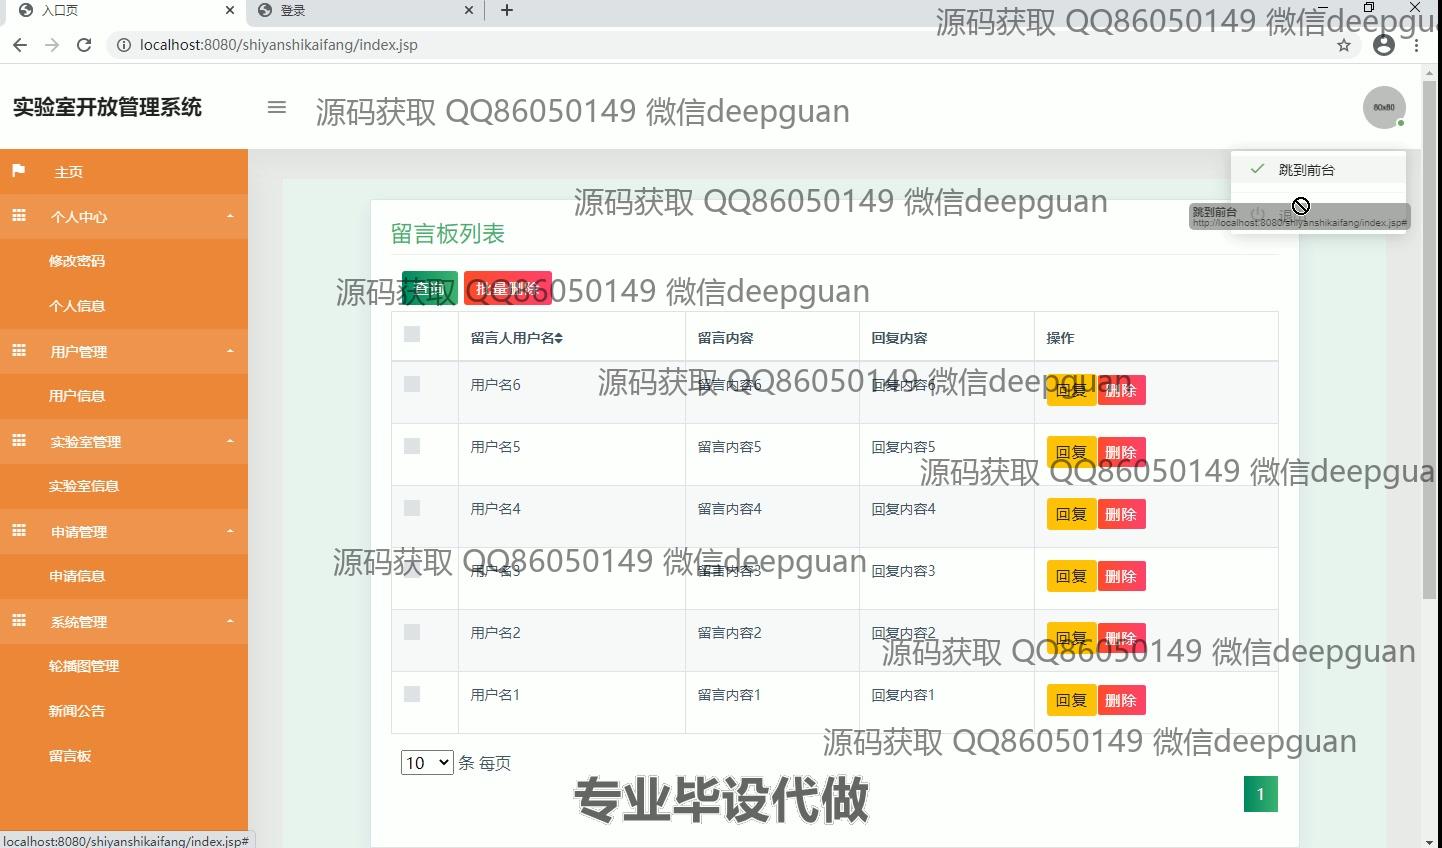 入口页
登录
源码获取 QQ86050149 微信deepgu
localhost:8080/shiyanshikaifang/index.jsp
实验室开放管理系统
源码获取 QQ86050149 微信deepguan
80x80
主页
个人中心
修改密码
个人信息
用户管理
用户信息
实验室管理
实验室信息
申请管理
申请信息
系统管理
轮播图管理
新闻公告
留言板
跳到前台
跳到前台
http://localhost:8080/shiyanshikaifang/index.jsp#
源码获取 QQ86050149 微信deepguan
留言板列表
查询 批量删除
源码获取 QQ86050149 微信deepguan
留言人用户名 留言内容 回复内容 操作
用户名6 留言内容6 回复内容6 回复 删除
源码获取 QQ86050149 微信deepguan
用户名5 留言内容5 回复内容5 回复 删除
源码获取 QQ86050149 微信deepgua
用户名4 留言内容4 回复内容4 回复 删除
用户名3 留言内容3 回复内容3 回复 删除
源码获取 QQ86050149 微信deepguan
用户名2 留言内容2 回复内容2 回复 删除
源码获取 QQ86050149 微信deepguan
用户名1 留言内容1 回复内容1 回复 删除
源码获取 QQ86050149 微信deepguan
10 条 每页
1
专业毕设代做
localhost:8080/shiyanshikaifang/index.jsp#